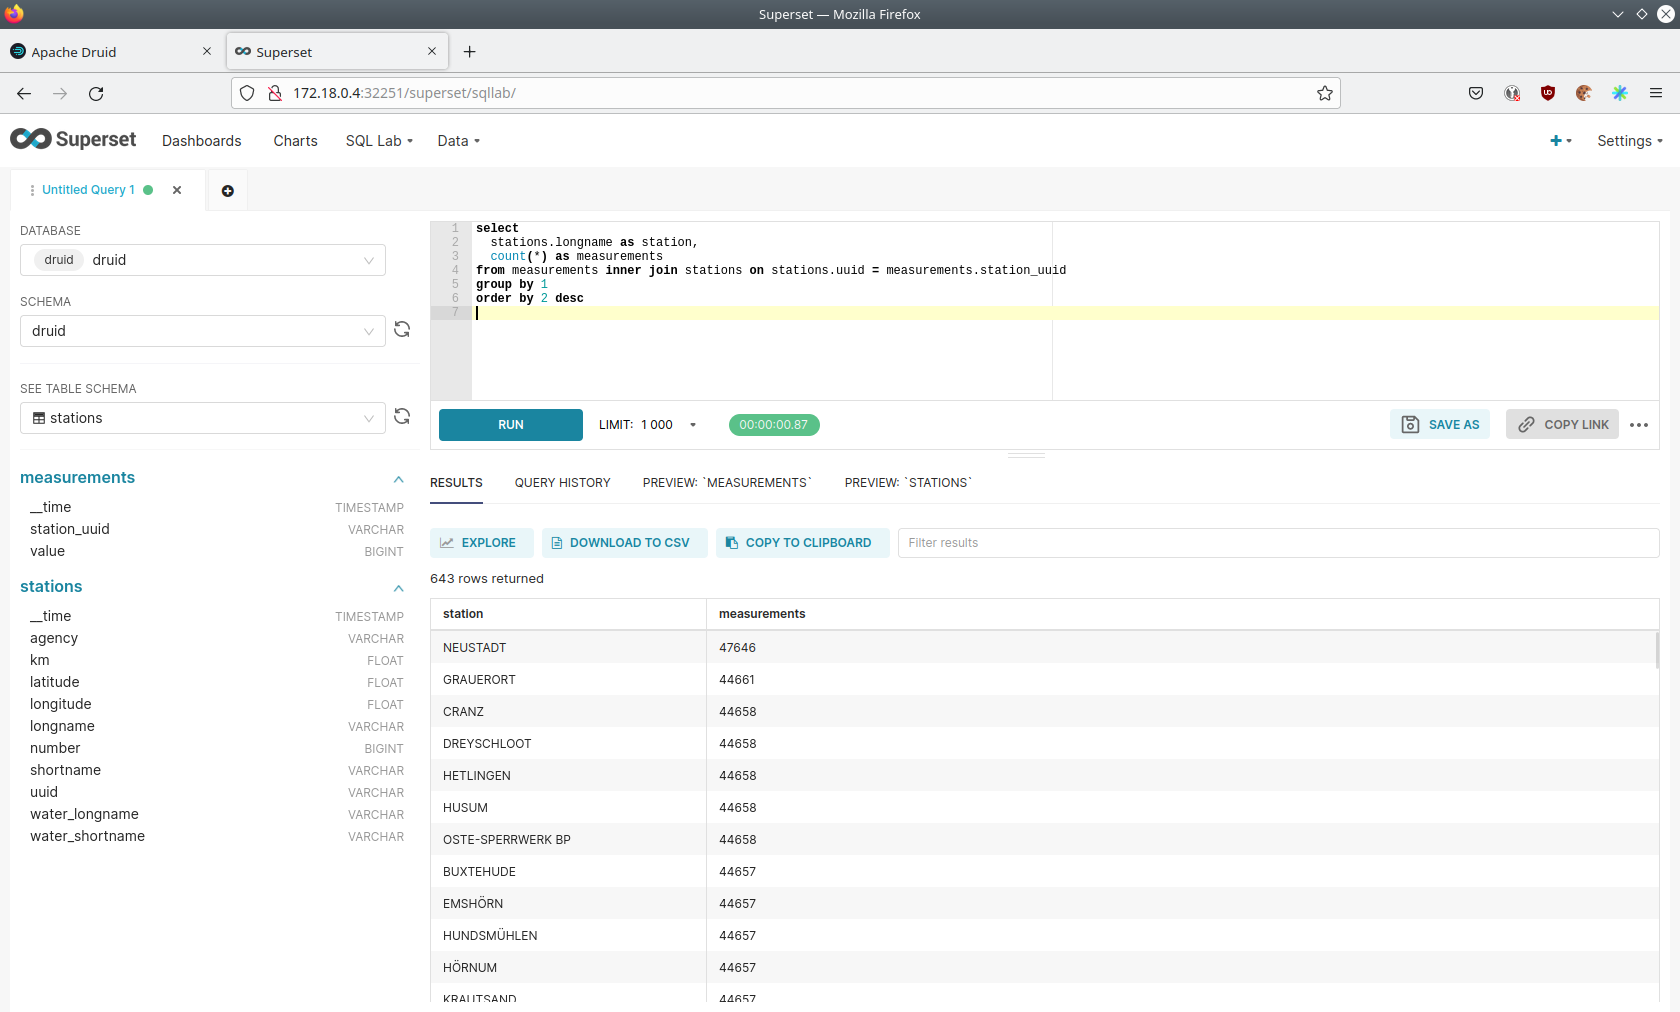 Superset — Mozilla Firefox
Apache Druid
Superset
172.18.0.4:32251/superset/sqllab/
Superset
Dashboards
Charts
SQL Lab
Data
Settings
Untitled Query 1
DATABASE
druid druid
SCHEMA
druid
SEE TABLE SCHEMA
stations
measurements
__time TIMESTAMP
station_uuid VARCHAR
value BIGINT
stations
__time TIMESTAMP
agency VARCHAR
km FLOAT
latitude FLOAT
longitude FLOAT
longname VARCHAR
number BIGINT
shortname VARCHAR
uuid VARCHAR
water_longname VARCHAR
water_shortname VARCHAR
1 select
2 stations.longname as station,
3 count(*) as measurements
4 from measurements inner join stations on stations.uuid = measurements.station_uuid
5 group by 1
6 order by 2 desc
7
RUN
LIMIT: 1 000
00:00:00.87
SAVE AS
COPY LINK
RESULTS
QUERY HISTORY
PREVIEW: `MEASUREMENTS`
PREVIEW: `STATIONS`
EXPLORE
DOWNLOAD TO CSV
COPY TO CLIPBOARD
Filter results
643 rows returned
station measurements
NEUSTADT 47646
GRAUERORT 44661
CRANZ 44658
DREYSCHLOOT 44658
HETLINGEN 44658
HUSUM 44658
OSTE-SPERRWERK BP 44658
BUXTEHUDE 44657
EMSHÖRN 44657
HUNDSMÜHLEN 44657
HÖRNUM 44657
KRAUTSAND 44657